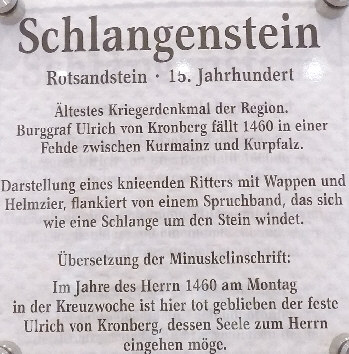 Schlangenstein
Rotsandstein · 15. Jahrhundert
Ältestes Kriegerdenkmal der Region.
Burggraf Ulrich von Kronberg fällt 1460 in einer
Fehde zwischen Kurmainz und Kurpfalz.
Darstellung eines knieenden Ritters mit Wappen und
Helmzier, flankiert von einem Spruchband, das sich
wie eine Schlange um den Stein windet.
Übersetzung der Minuskelinschrift:
Im Jahre des Herrn 1460 am Montag
in der Kreuzwoche ist hier tot geblieben der feste
Ulrich von Kronberg, dessen Seele zum Herrn
eingehen möge.